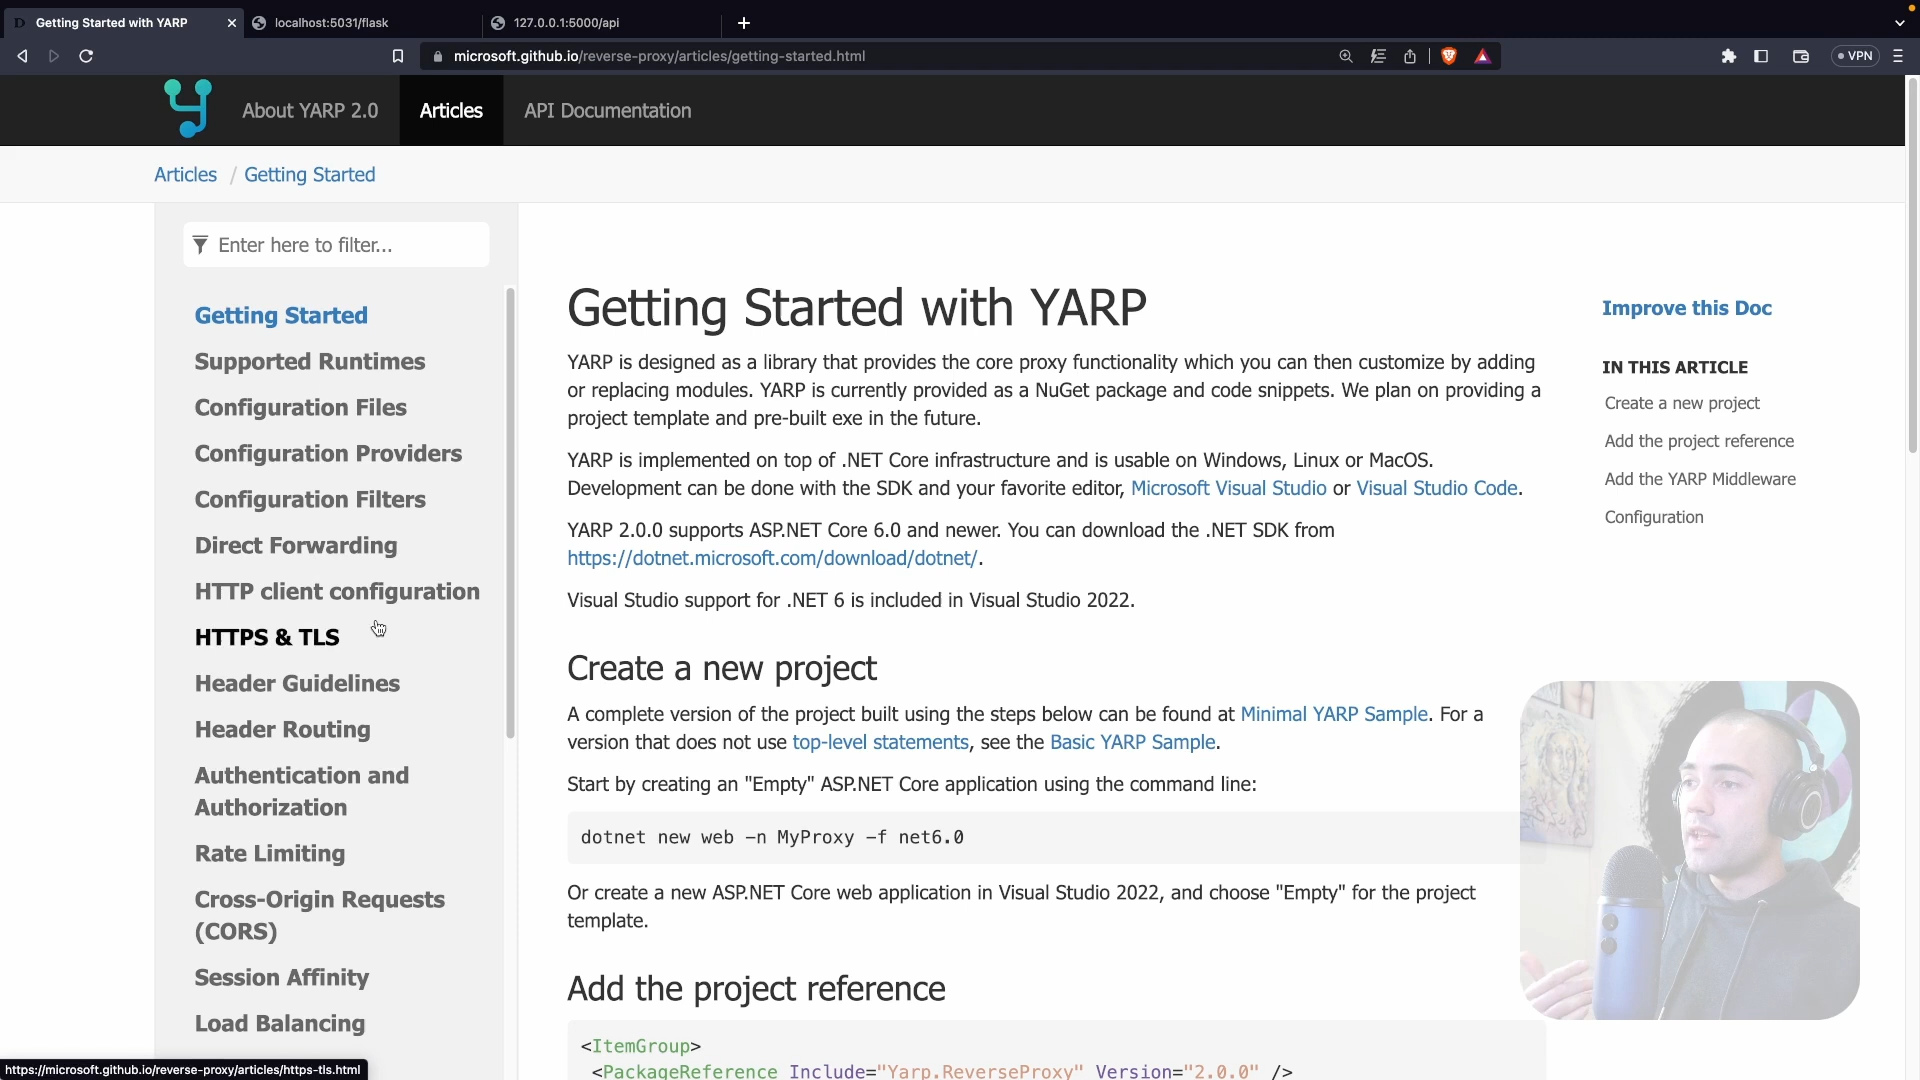 Getting Started with YARP
localhost:5031/flask
127.0.0.1:5000/api
microsoft.github.io/reverse-proxy/articles/getting-started.html
VPN
About YARP 2.0
Articles
API Documentation
Articles / Getting Started
Enter here to filter...
Getting Started
Supported Runtimes
Configuration Files
Configuration Providers
Configuration Filters
Direct Forwarding
HTTP client configuration
HTTPS & TLS
Header Guidelines
Header Routing
Authentication and
Authorization
Rate Limiting
Cross-Origin Requests
(CORS)
Session Affinity
Load Balancing
Getting Started with YARP
YARP is designed as a library that provides the core proxy functionality which you can then customize by adding
or replacing modules. YARP is currently provided as a NuGet package and code snippets. We plan on providing a
project template and pre-built exe in the future.
YARP is implemented on top of .NET Core infrastructure and is usable on Windows, Linux or MacOS.
Development can be done with the SDK and your favorite editor, Microsoft Visual Studio or Visual Studio Code.
YARP 2.0.0 supports ASP.NET Core 6.0 and newer. You can download the .NET SDK from
https://dotnet.microsoft.com/download/dotnet/.
Visual Studio support for .NET 6 is included in Visual Studio 2022.
Create a new project
A complete version of the project built using the steps below can be found at Minimal YARP Sample. For a
version that does not use top-level statements, see the Basic YARP Sample.
Start by creating an "Empty" ASP.NET Core application using the command line:
dotnet new web -n MyProxy -f net6.0
Or create a new ASP.NET Core web application in Visual Studio 2022, and choose "Empty" for the project
template.
Add the project reference
<ItemGroup>
<PackageReference Include="Yarp.ReverseProxy" Version="2.0.0" />
Improve this Doc
IN THIS ARTICLE
Create a new project
Add the project reference
Add the YARP Middleware
Configuration
https://microsoft.github.io/reverse-proxy/articles/https-tls.html